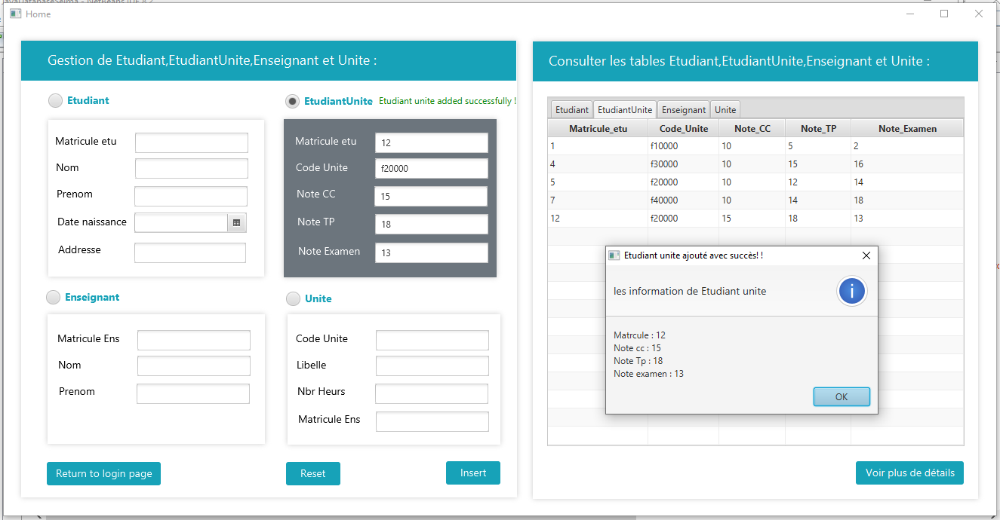 JavaDatabaseSelma - NetBeans IDE 8.2
Home
Gestion de Etudiant,EtudiantUnite,Enseignant et Unite :
Etudiant
Matricule etu
Nom
Prenom
Date naissance
Addresse
EtudiantUnite Etudiant unite added successfully !
Matricule etu 12
Code Unite f20000
Note CC 15
Note TP 18
Note Examen 13
Enseignant
Matricule Ens
Nom
Prenom
Unite
Code Unite
Libelle
Nbr Heurs
Matricule Ens
Return to login page
Reset
Insert
Consulter les tables Etudiant,EtudiantUnite,Enseignant et Unite :
Etudiant EtudiantUnite Enseignant Unite
Matricule_etu Code_Unite Note_CC Note_TP Note_Examen
1 f10000 10 5 2
4 f30000 10 15 16
5 f20000 10 12 14
7 f40000 10 14 18
12 f20000 15 18 13
Etudiant unite ajouté avec succès! !
les information de Etudiant unite
i
Matrcule : 12
Note cc : 15
Note Tp : 18
Note examen : 13
OK
Voir plus de détails